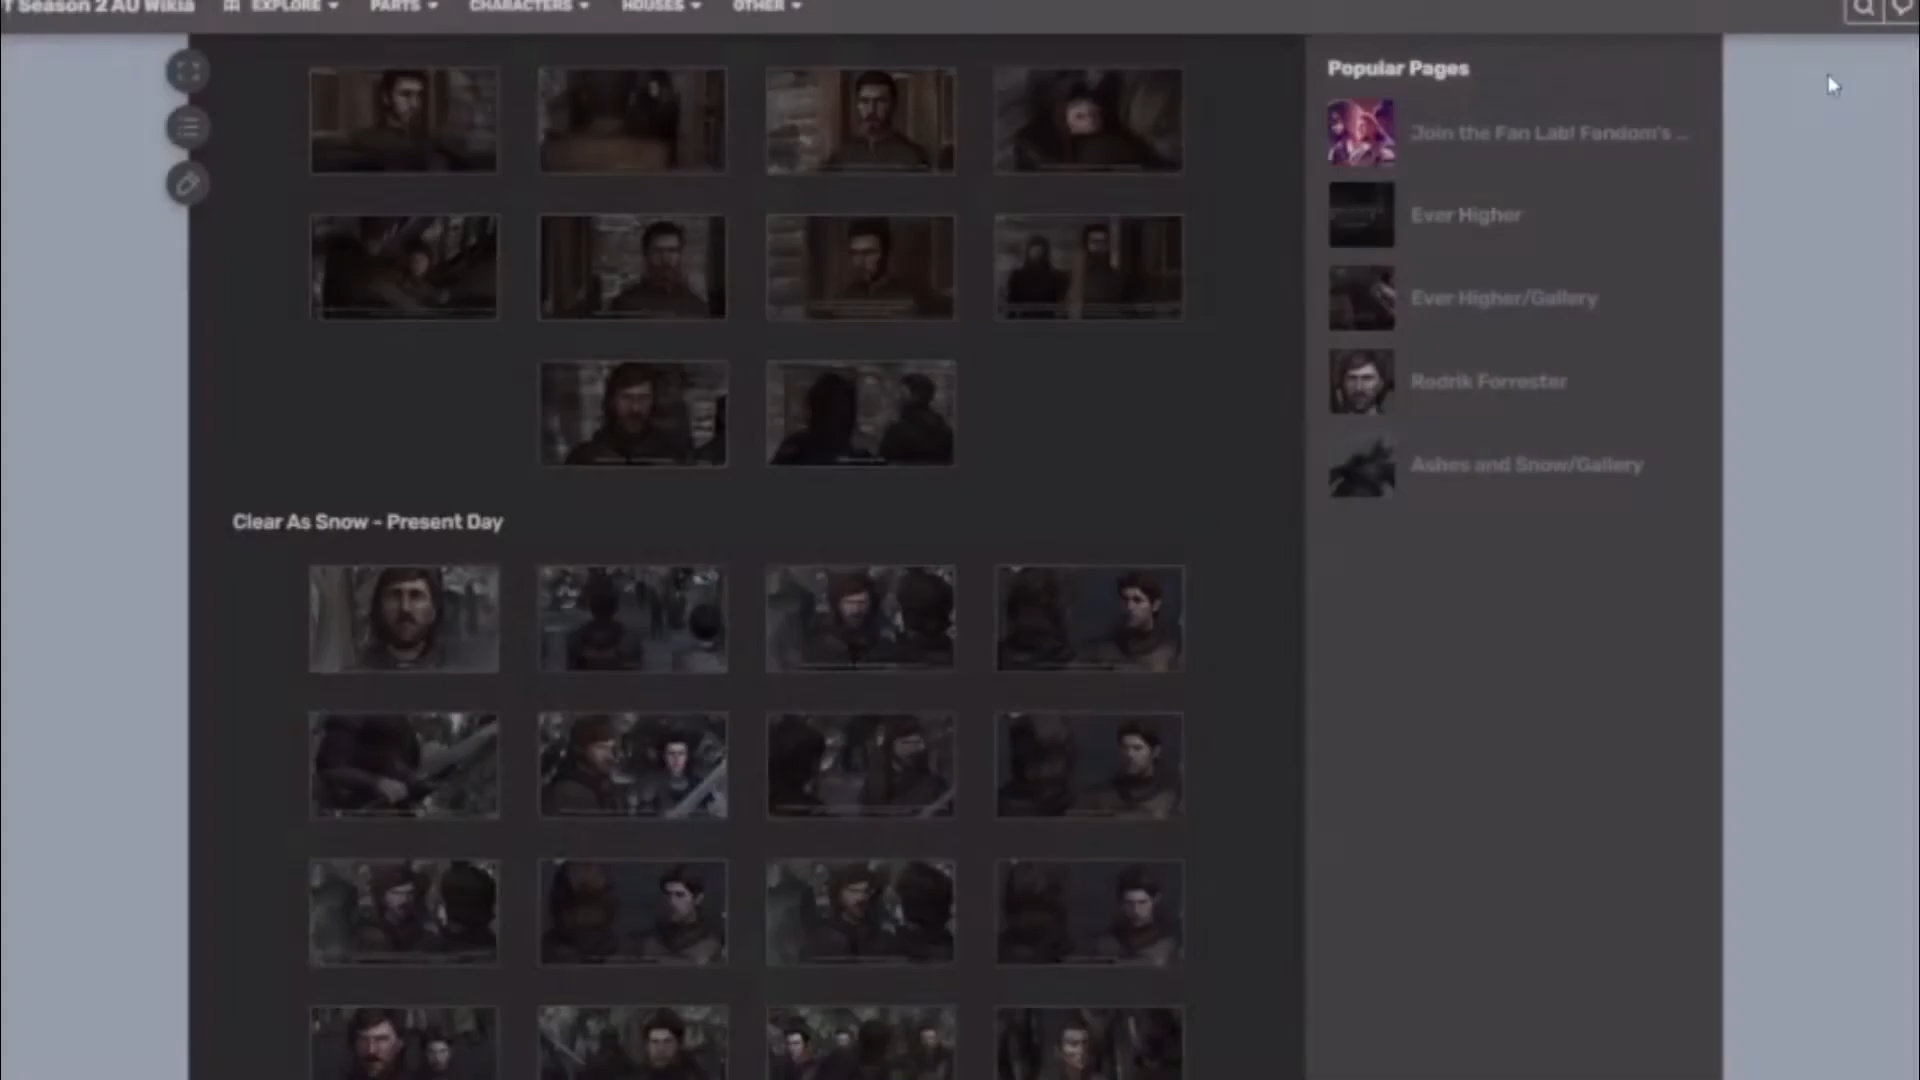 Season 2 AU Wikia
EXPLORE
PARTS
CHARACTERS
HOUSES
OTHER
Popular Pages
Join the Fan Lab! Fandom's ...
Ever Higher
Ever Higher/Gallery
Rodrik Forrester
Ashes and Snow/Gallery
Clear As Snow - Present Day